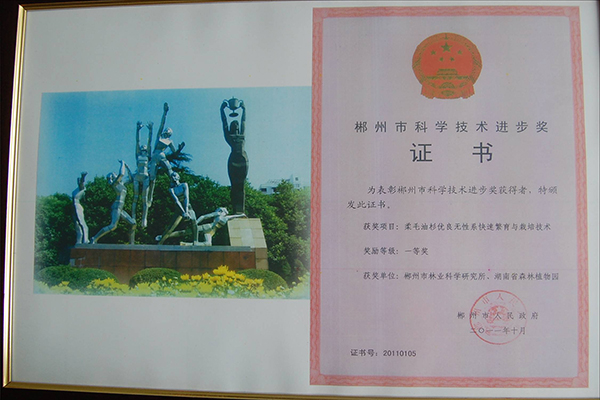 郴州市科学技术进步奖
证书
为表彰郴州市科学技术进步奖获得者，特颁
发此证书。
获奖项目：柔毛油杉优良无性系快速繁育与栽培技术
奖励等级：一等奖
获奖单位：郴州市林业科学研究所、湖南省森林植物园
郴州市人民政府
二〇一一年十月
证书号：20110105